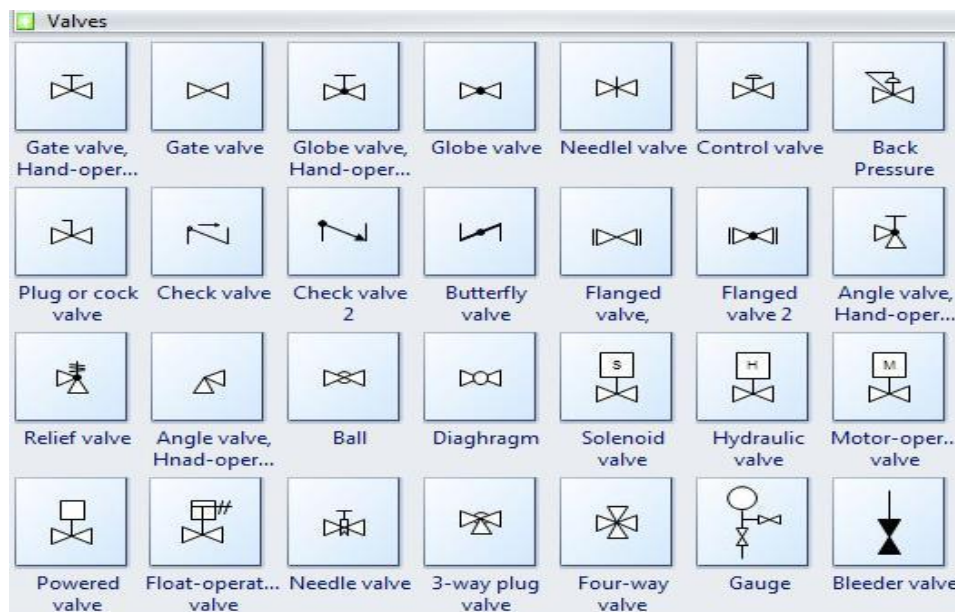 Valves
Gate valve, Hand-oper...
Gate valve
Globe valve, Hand-oper...
Globe valve
Needlel valve
Control valve
Back Pressure
Plug or cock valve
Check valve
Check valve 2
Butterfly valve
Flanged valve,
Flanged valve 2
Angle valve, Hand-oper...
Relief valve
Angle valve, Hnad-oper...
Ball
Diaghragm
S
Solenoid valve
H
Hydraulic valve
M
Motor-oper... valve
Powered valve
Float-operat... valve
Needle valve
3-way plug valve
Four-way valve
Gauge
Bleeder valve